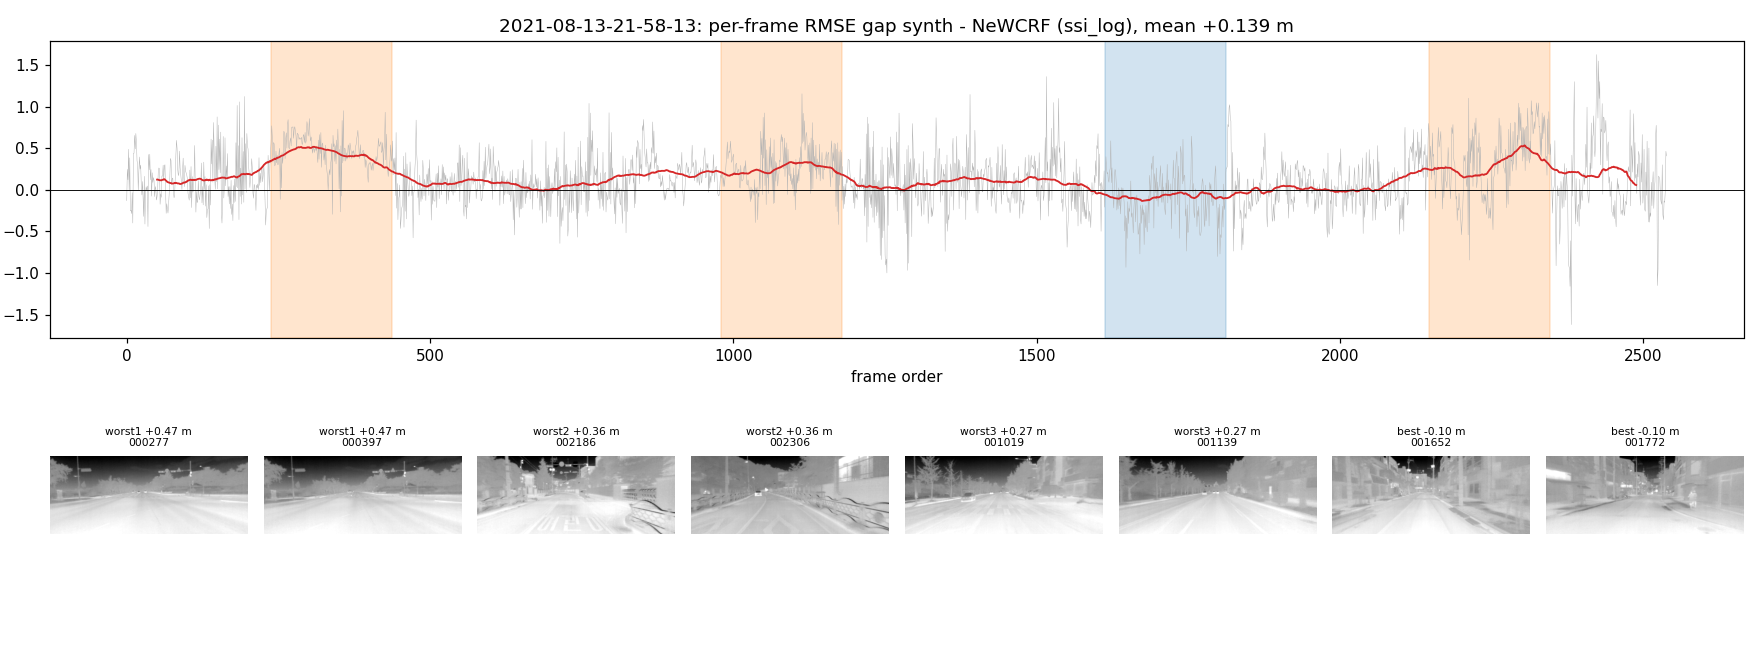 2021-08-13-21-58-13: per-frame RMSE gap synth - NeWCRF (ssi_log), mean +0.139 m
1.5
1.0
0.5
0.0
−0.5
−1.0
−1.5
0 500 1000 1500 2000 2500
frame order
worst1 +0.47 m
000277
worst1 +0.47 m
000397
worst2 +0.36 m
002186
worst2 +0.36 m
002306
worst3 +0.27 m
001019
worst3 +0.27 m
001139
best -0.10 m
001652
best -0.10 m
001772